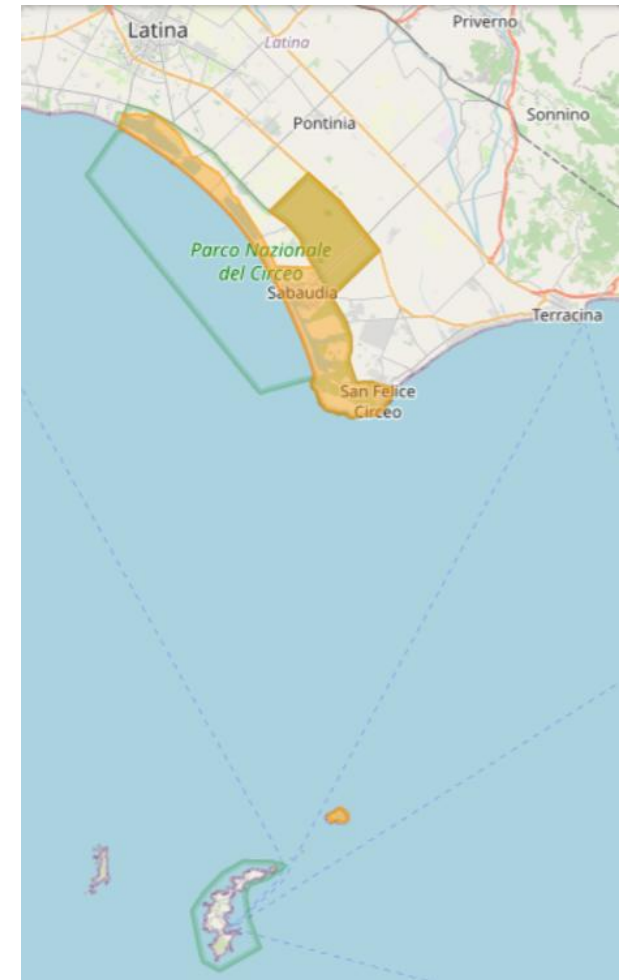 Latina
Latina
Priverno
Sonnino
Pontinia
Parco Nazionale
del Circeo
Sabaudia
Terracina
San Felice
Circeo